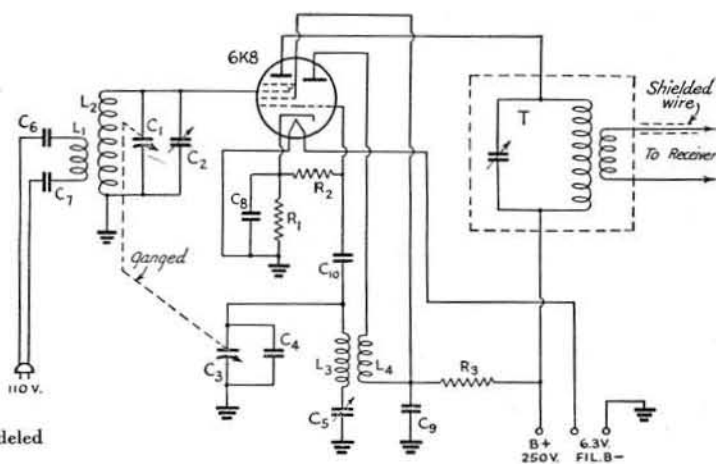 6K8
L2
L1
C6
C7
C1
C2
C8
R1
R2
C10
ganged
C3
C4
L3
L4
C5
C9
R3
T
Shielded
wire
To Receiver
110 V.
B+
250V.
6.3V.
FIL.B-
deled